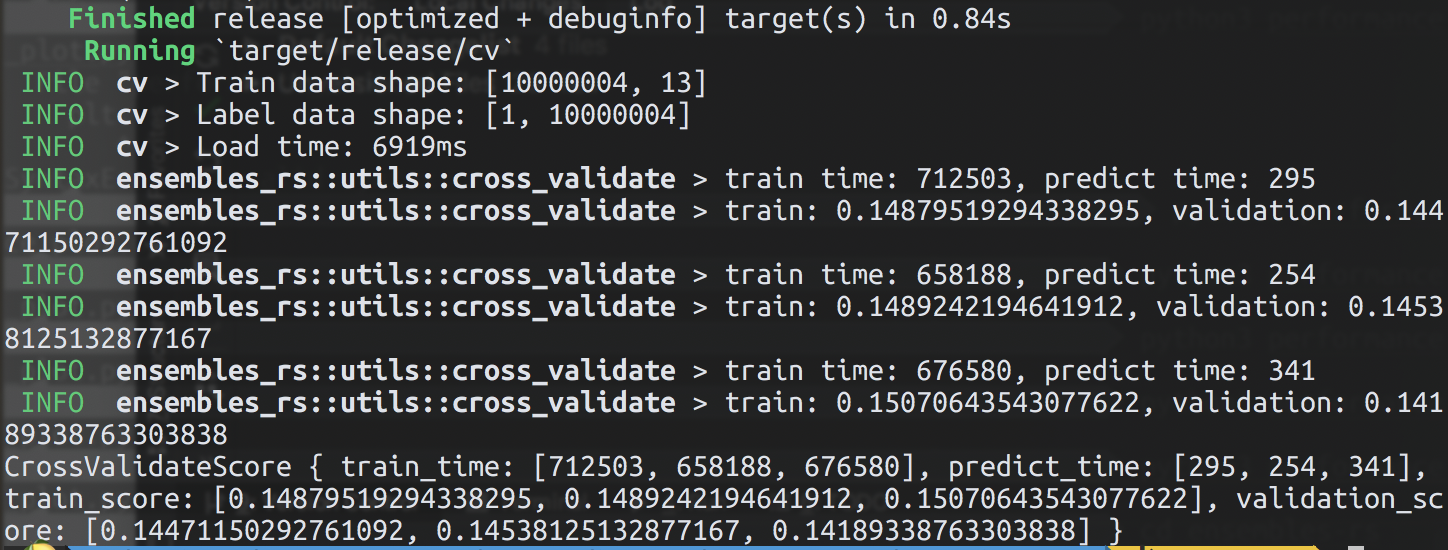 Finished release [optimized + debuginfo] target(s) in 0.84s
Running `target/release/cv`
INFO cv > Train data shape: [10000004, 13]
INFO cv > Label data shape: [1, 10000004]
INFO cv > Load time: 6919ms
INFO ensembles_rs::utils::cross_validate > train time: 712503, predict time: 295
INFO ensembles_rs::utils::cross_validate > train: 0.14879519294338295, validation: 0.144
71150292761092
INFO ensembles_rs::utils::cross_validate > train time: 658188, predict time: 254
INFO ensembles_rs::utils::cross_validate > train: 0.1489242194641912, validation: 0.1453
8125132877167
INFO ensembles_rs::utils::cross_validate > train time: 676580, predict time: 341
INFO ensembles_rs::utils::cross_validate > train: 0.15070643543077622, validation: 0.141
89338763303838
CrossValidateScore { train_time: [712503, 658188, 676580], predict_time: [295, 254, 341],
train_score: [0.14879519294338295, 0.1489242194641912, 0.15070643543077622], validation_sc
ore: [0.14471150292761092, 0.14538125132877167, 0.14189338763303838] }